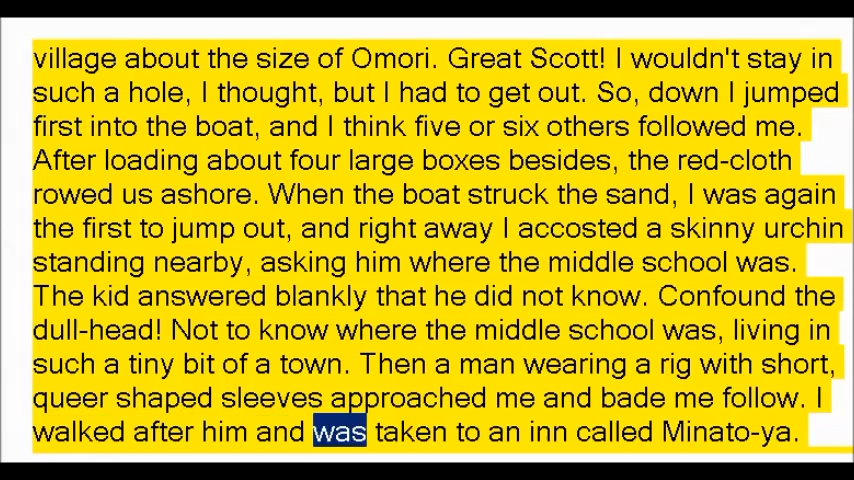 village about the size of Omori. Great Scott! I wouldn't stay in
such a hole, I thought, but I had to get out. So, down I jumped
first into the boat, and I think five or six others followed me.
After loading about four large boxes besides, the red-cloth
rowed us ashore. When the boat struck the sand, I was again
the first to jump out, and right away I accosted a skinny urchin
standing nearby, asking him where the middle school was.
The kid answered blankly that he did not know. Confound the
dull-head! Not to know where the middle school was, living in
such a tiny bit of a town. Then a man wearing a rig with short,
queer shaped sleeves approached me and bade me follow. I
walked after him and was taken to an inn called Minato-ya.